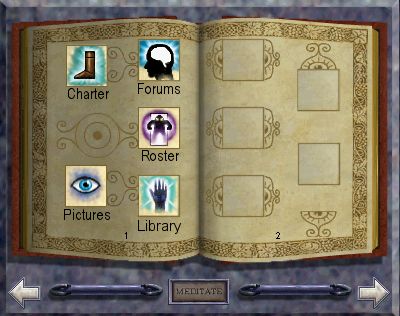 Charter
Forums
Roster
Pictures
Library
1
2
MEDITATE